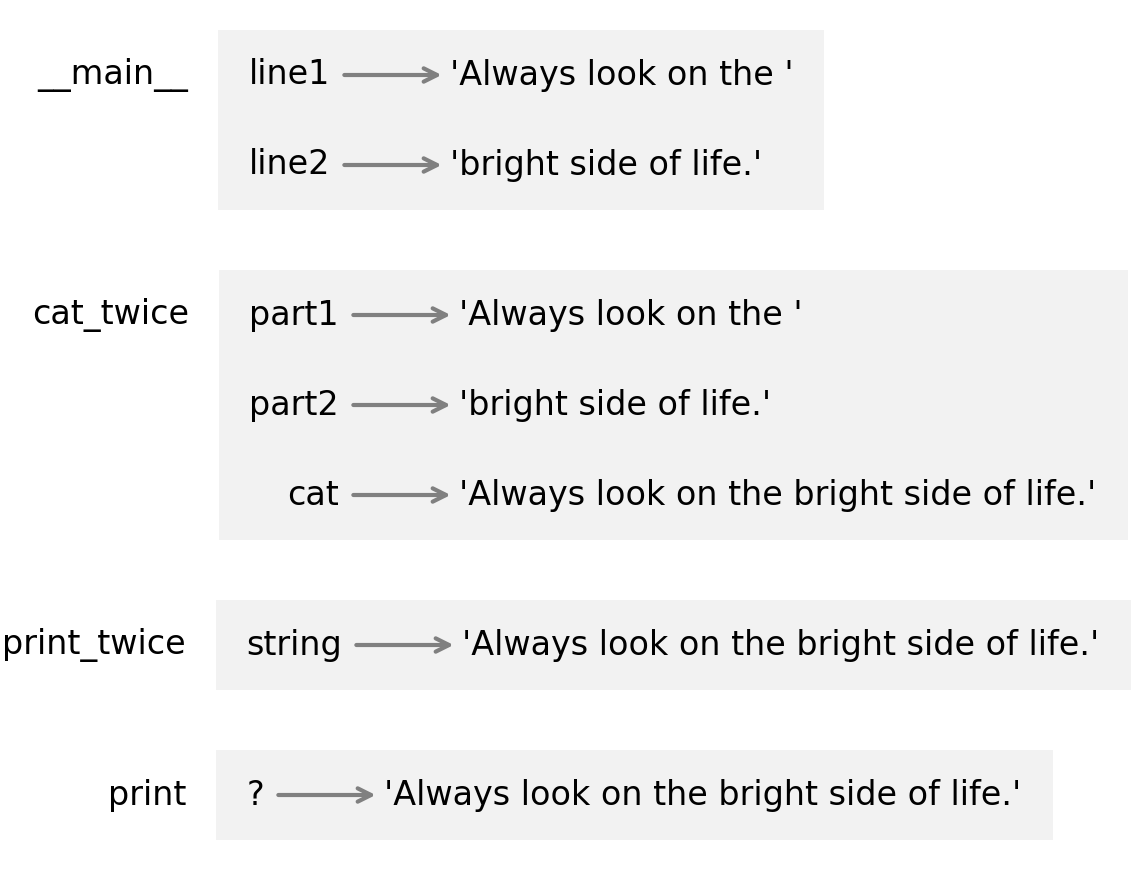 __main__ line1 'Always look on the '
line2 'bright side of life.'
cat_twice part1 'Always look on the '
part2 'bright side of life.'
cat 'Always look on the bright side of life.'
print_twice string 'Always look on the bright side of life.'
print ? 'Always look on the bright side of life.'